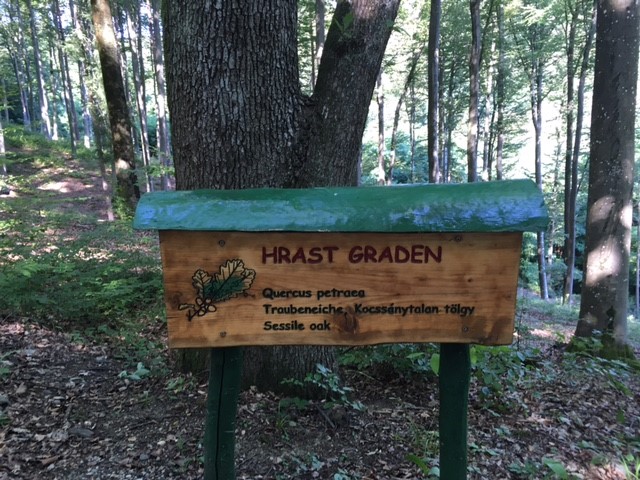 HRAST GRADEN
Quercus petraea
Traubeneiche, Kocsánytalan tölgy
Sessile oak